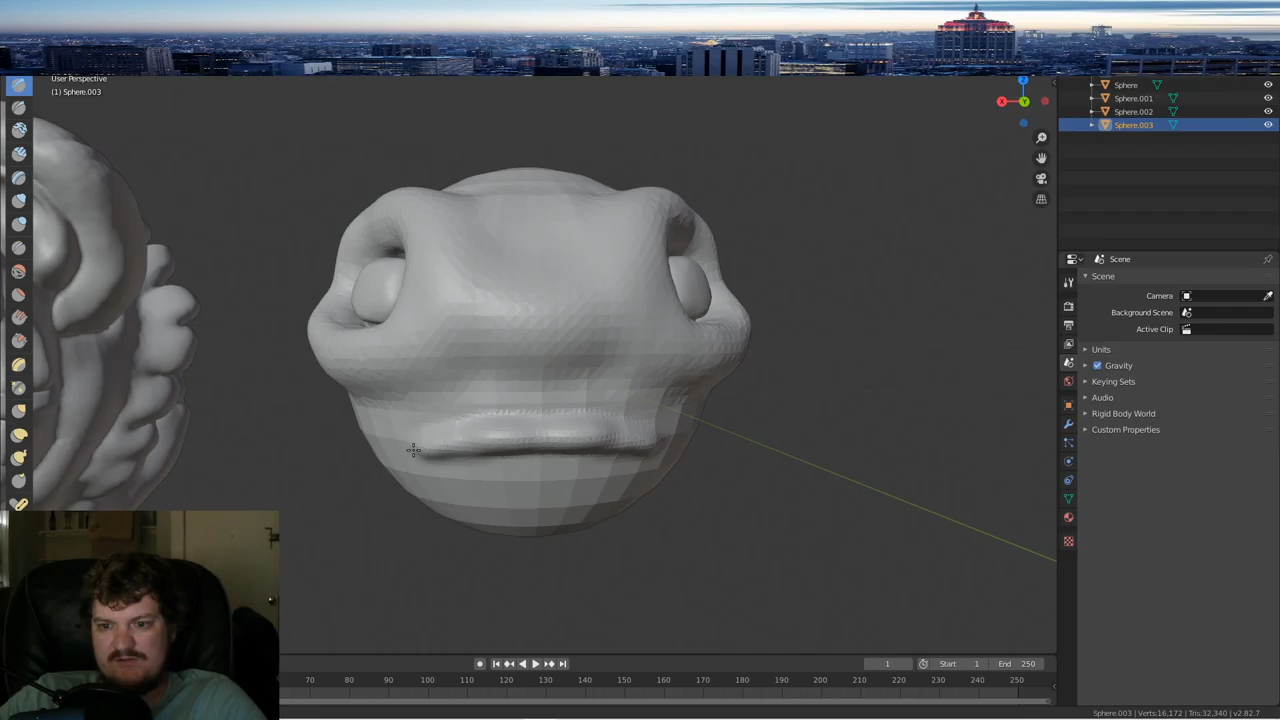 User Perspective
(1) Sphere.003
Z
X
Y
Sphere
Sphere.001
Sphere.002
Sphere.003
Scene
Scene
Camera
Background Scene
Active Clip
Units
Gravity
Keying Sets
Audio
Rigid Body World
Custom Properties
1
Start 1
End 250
70 80 90 100 110 120 130 140 150 160 170 180 190 200 210 220 230 240 250
Sphere.003 | Verts:16,172 | Tris:32,340 | v2.82.7